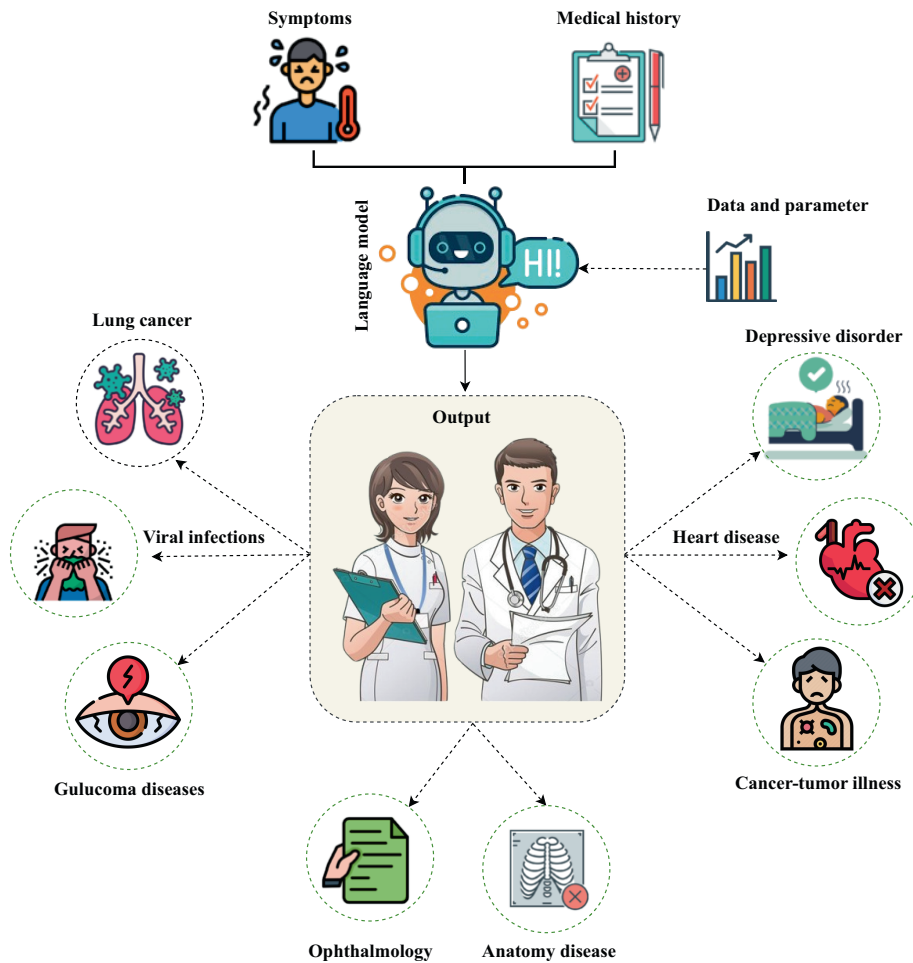 Symptoms
Medical history
Language model
HI!
Data and parameter
Lung cancer
Depressive disorder
Output
Viral infections
Heart disease
Gulucoma diseases
Cancer-tumor illness
Ophthalmology
Anatomy disease